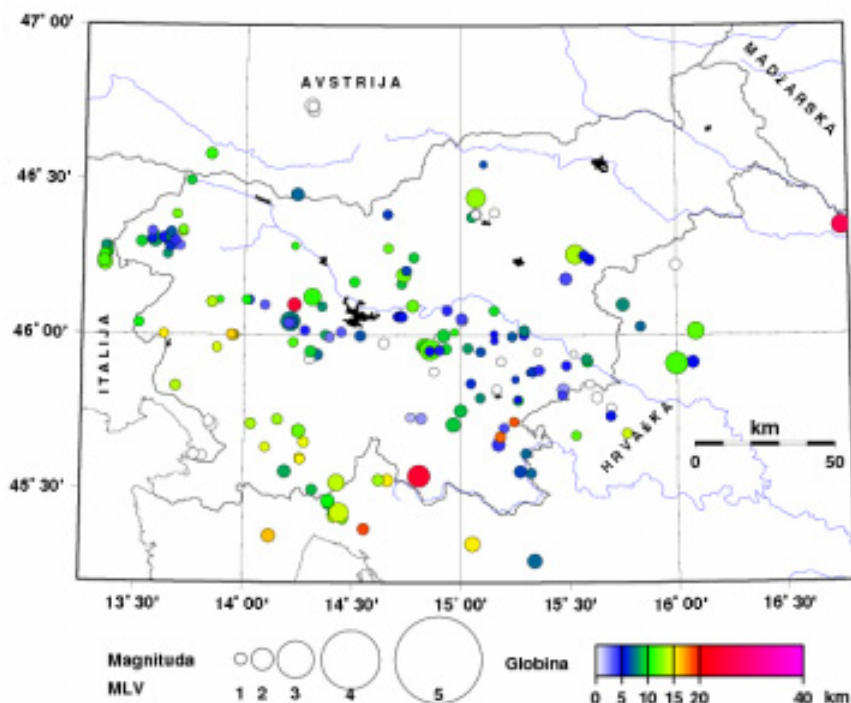 47° 00'
AVSTRIJA
MADŽARSKA
46° 30'
46° 00'
ITALIJA
HRVAŠKA
km
0 50
45° 30'
13° 30' 14° 00' 14° 30' 15° 00' 15° 30' 16° 00' 16° 30'
Magnituda
MLV
1 2 3 4 5
Globina
0 5 10 15 20 40 km